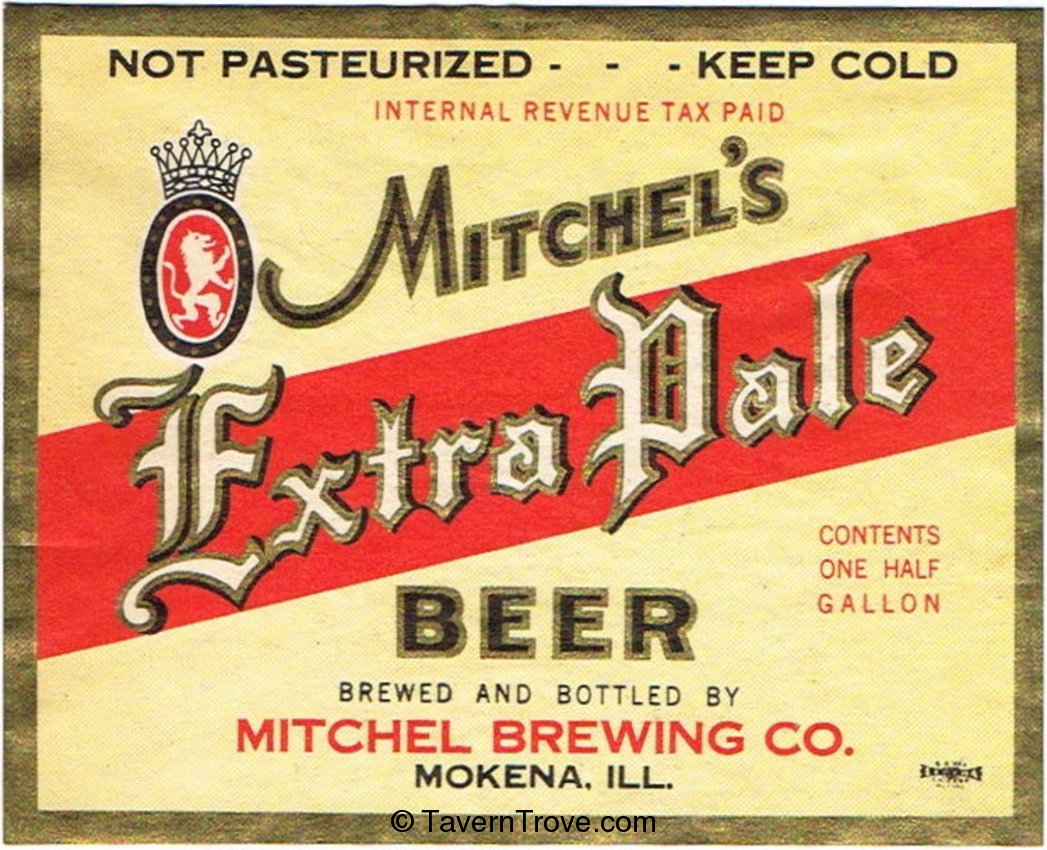 NOT PASTEURIZED - - - KEEP COLD
INTERNAL REVENUE TAX PAID
MITCHEL'S
Extra Pale
BEER
CONTENTS
ONE HALF
GALLON
BREWED AND BOTTLED BY
MITCHEL BREWING CO.
MOKENA, ILL.
© TavernTrove.com